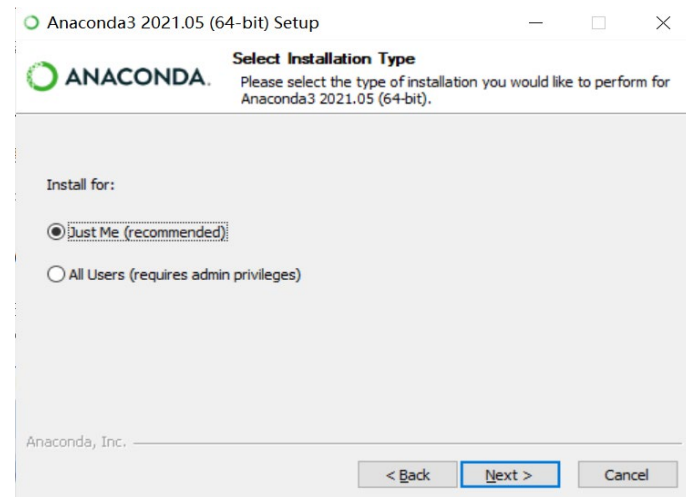 Anaconda3 2021.05 (64-bit) Setup
ANACONDA.
Select Installation Type
Please select the type of installation you would like to perform for
Anaconda3 2021.05 (64-bit).
Install for:
Just Me (recommended)
All Users (requires admin privileges)
Anaconda, Inc.
< Back Next > Cancel